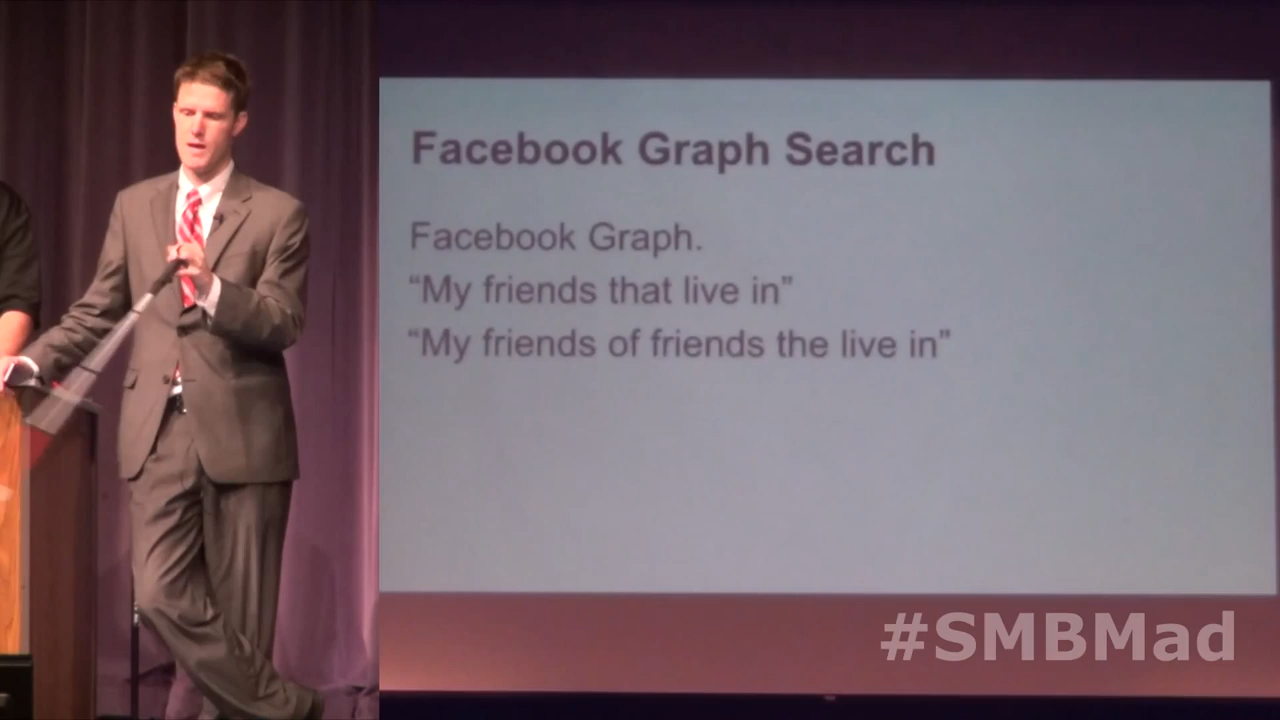 Facebook Graph Search
Facebook Graph.
“My friends that live in”
“My friends of friends the live in”
#SMBMad